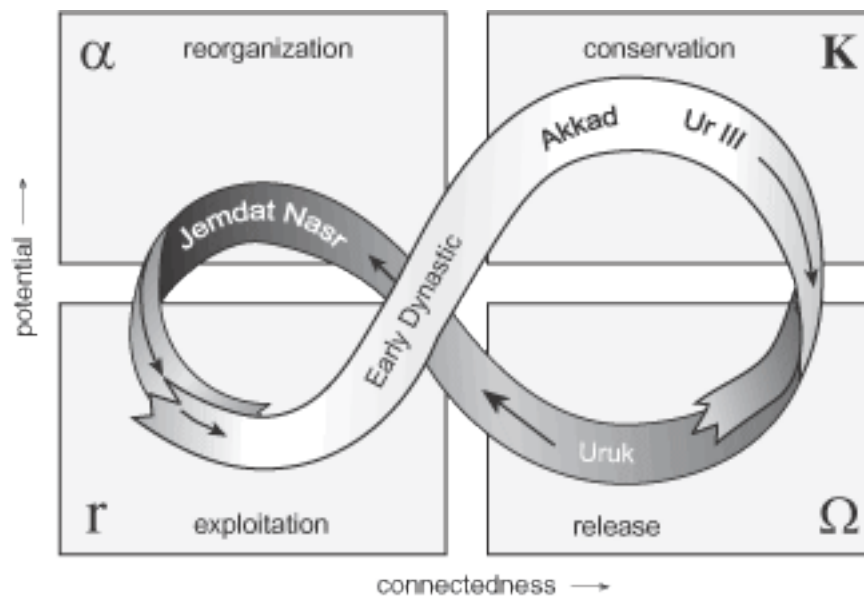 α
reorganization
conservation
K
Akkad
Ur III
Jemdat Nasr
Early Dynastic
potential →
Uruk
r
exploitation
release
Ω
connectedness →